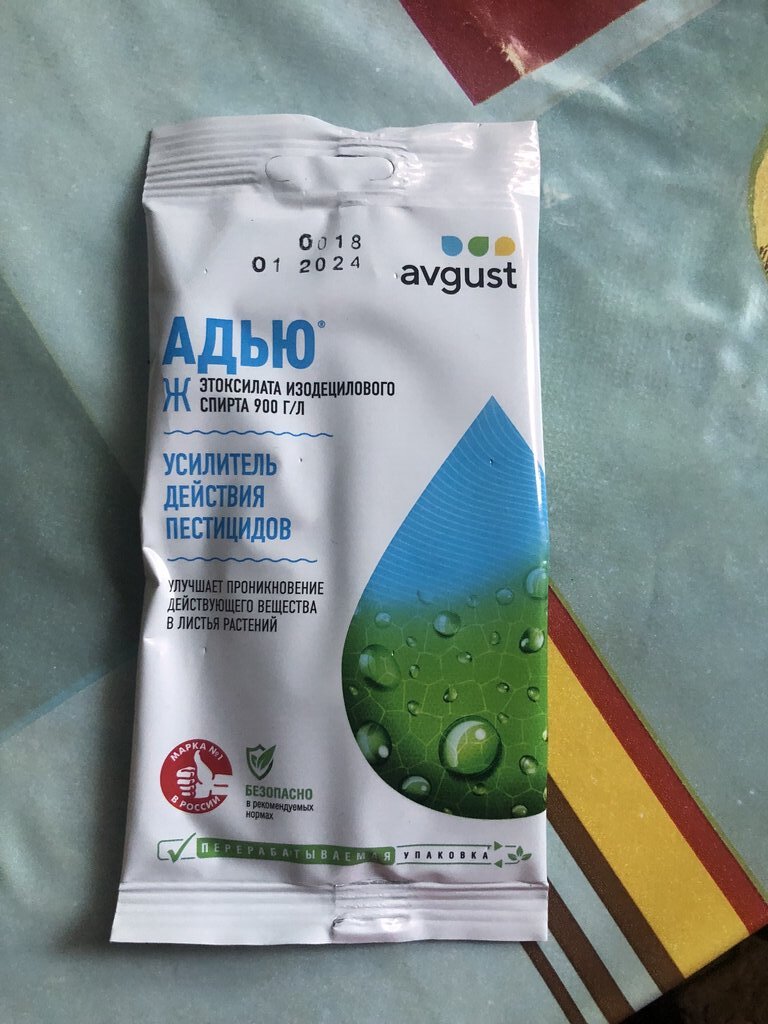 0018
01 2024
avgust
АДЬЮ®
Ж ЭТОКСИЛАТА ИЗОДЕЦИЛОВОГО
СПИРТА 900 Г/Л
УСИЛИТЕЛЬ
ДЕЙСТВИЯ
ПЕСТИЦИДОВ
УЛУЧШАЕТ ПРОНИКНОВЕНИЕ
ДЕЙСТВУЮЩЕГО ВЕЩЕСТВА
В ЛИСТЬЯ РАСТЕНИЙ
МАРКА №1
В РОССИИ
БЕЗОПАСНО
в рекомендуемых
нормах
ПЕРЕРАБАТЫВАЕМАЯ УПАКОВКА